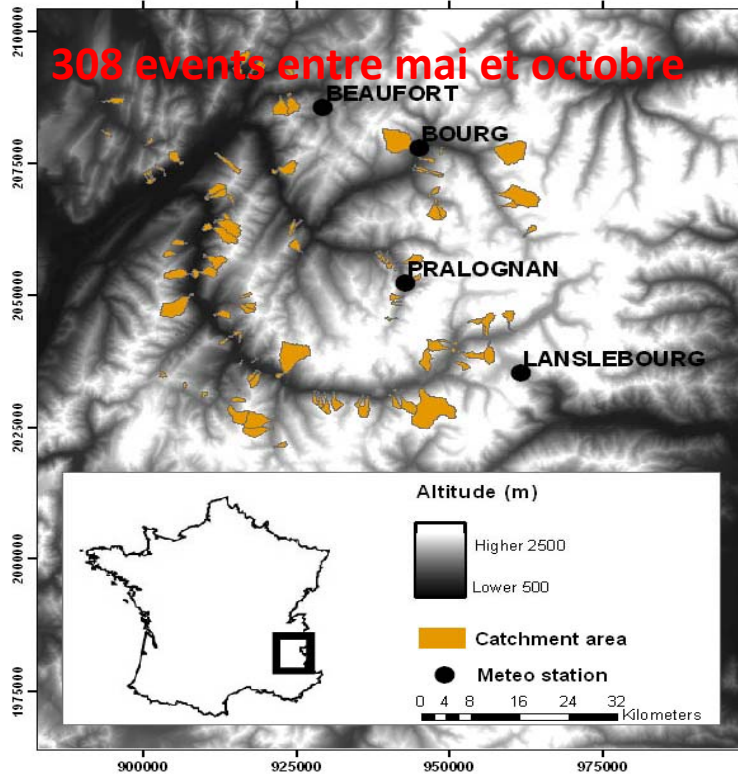 308 events entre mai et octobre
BEAUFORT
BOURG
PRALOGNAN
LANSLEBOURG
2100000
2075000
2050000
2025000
2000000
1975000
Altitude (m)
Higher 2500
Lower 500
Catchment area
Meteo station
0 4 8 16 24 32
Kilometers
900000 925000 950000 975000